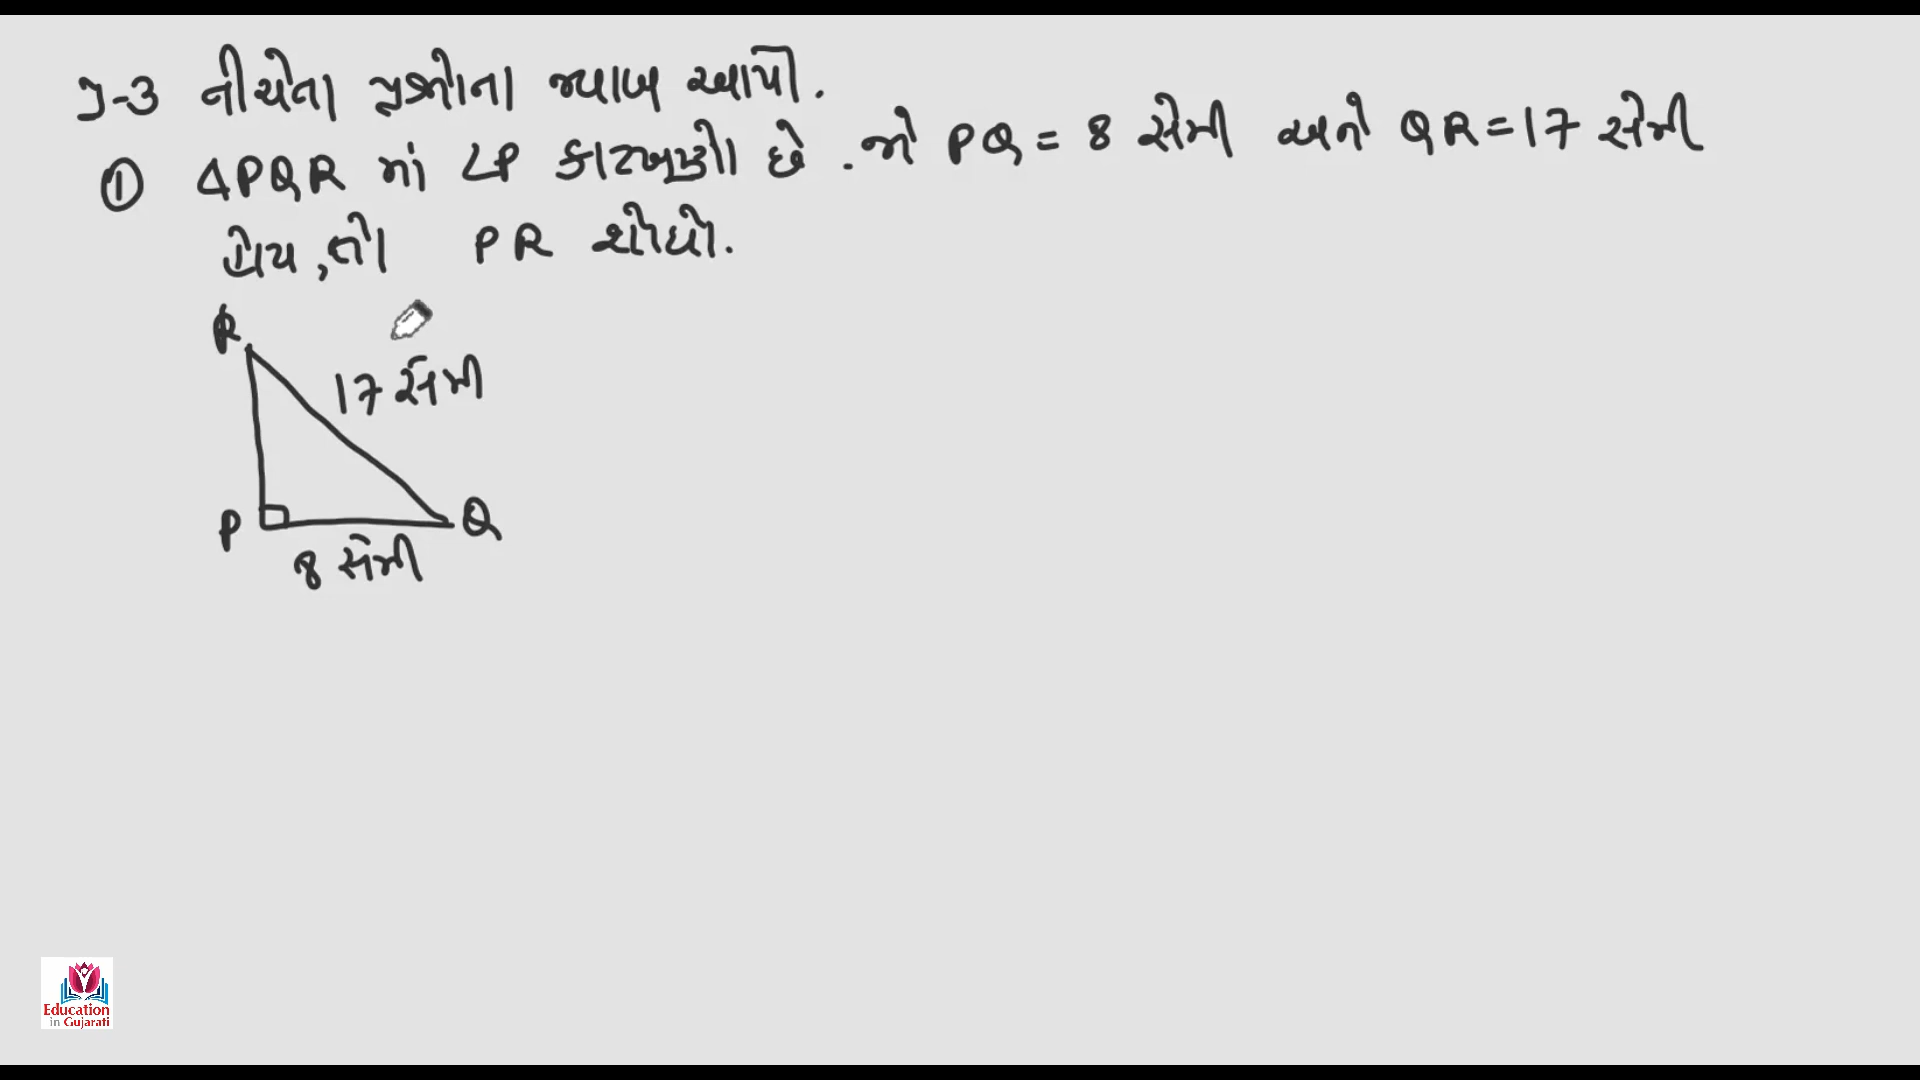 પ્ર-3 નીચેના પ્રશ્નોના જવાબ આપો.
① ΔPQR માં ∠P કાટખૂણો છે. જો PQ = 8 સેમી અને QR = 17 સેમી
હોય, તો PR શોધો.
R
17 સેમી
P
Q
8 સેમી
Education
in Gujarati